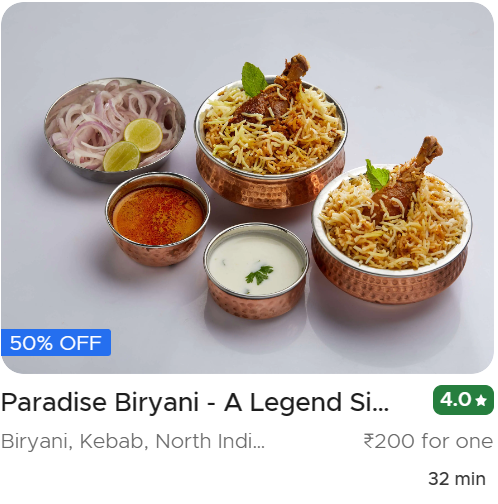 50% OFF
Paradise Biryani - A Legend Si... 4.0★
Biryani, Kebab, North Indi... ₹200 for one
32 min